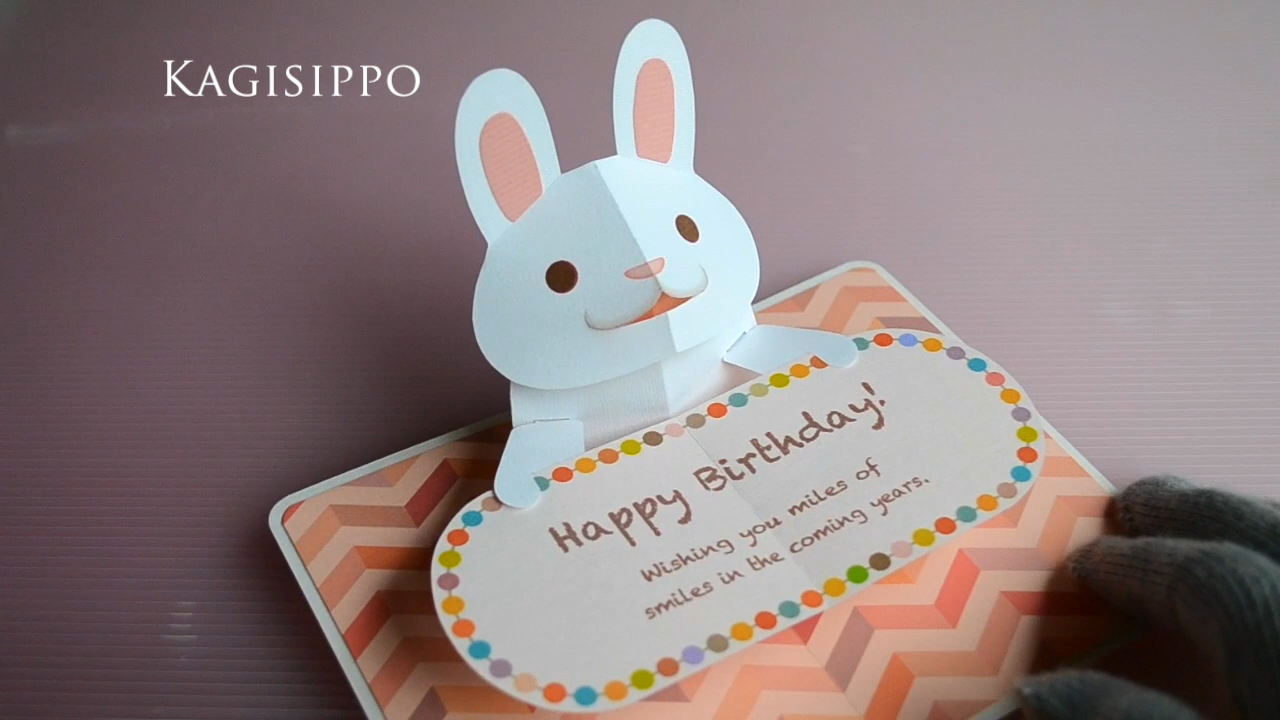 KAGISIPPO
Happy Birthday!
Wishing you miles of
smiles in the coming years.